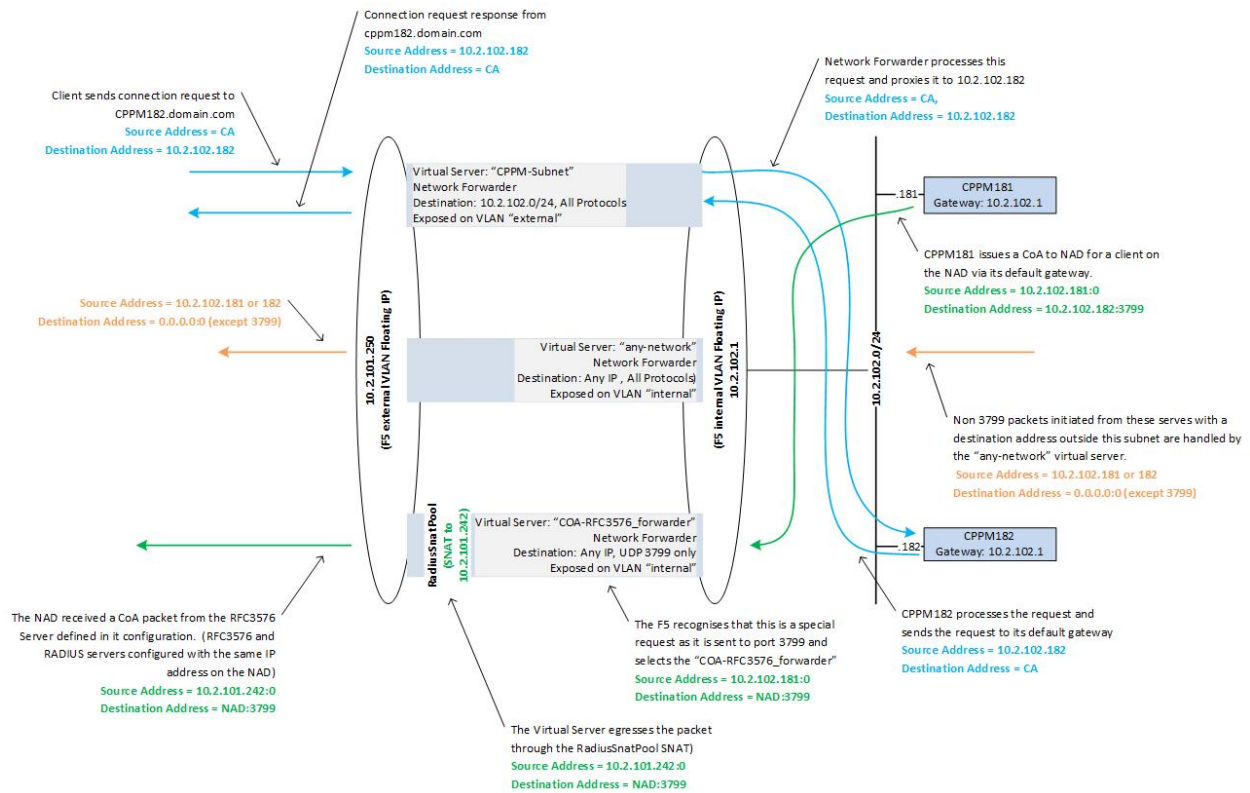 Connection request response from
cppm182.domain.com
Source Address = 10.2.102.182
Destination Address = CA
Client sends connection request to
CPPM182.domain.com
Source Address = CA
Destination Address = 10.2.102.182
Network Forwarder processes this
request and proxies it to 10.2.102.182
Source Address = CA,
Destination Address = 10.2.102.182
Virtual Server: “CPPM-Subnet”
Network Forwarder
Destination: 10.2.102.0/24, All Protocols
Exposed on VLAN “external”
.181
CPPM181
Gateway: 10.2.102.1
CPPM181 issues a CoA to NAD for a client on
the NAD via its default gateway.
Source Address = 10.2.102.181:0
Destination Address = 10.2.102.182:3799
Source Address = 10.2.102.181 or 182
Destination Address = 0.0.0.0:0 (except 3799)
10.2.101.250
(F5 external VLAN Floating IP)
Virtual Server: “any-network”
Network Forwarder
Destination: Any IP , All Protocols)
Exposed on VLAN “internal”
(F5 internal VLAN Floating IP)
10.2.102.1
10.2.102.0/24
Non 3799 packets initiated from these serves with a
destination address outside this subnet are handled by
the “any-network” virtual server.
Source Address = 10.2.102.181 or 182
Destination Address = 0.0.0.0:0 (except 3799)
RadiusSnatPool
(SNAT to
10.2.101.242)
Virtual Server: “COA-RFC3576_forwarder”
Network Forwarder
Destination: Any IP, UDP 3799 only
Exposed on VLAN “internal”
.182
CPPM182
Gateway: 10.2.102.1
The NAD received a CoA packet from the RFC3576
Server defined in it configuration. (RFC3576 and
RADIUS servers configured with the same IP
address on the NAD)
Source Address = 10.2.101.242:0
Destination Address = NAD:3799
The F5 recognises that this is a special
request as it is sent to port 3799 and
selects the “COA-RFC3576_forwarder”
Source Address = 10.2.102.181:0
Destination Address = NAD:3799
CPPM182 processes the request and
sends the request to its default gateway
Source Address = 10.2.102.182
Destination Address = CA
The Virtual Server egresses the packet
through the RadiusSnatPool SNAT)
Source Address = 10.2.101.242:0
Destination Address = NAD:3799